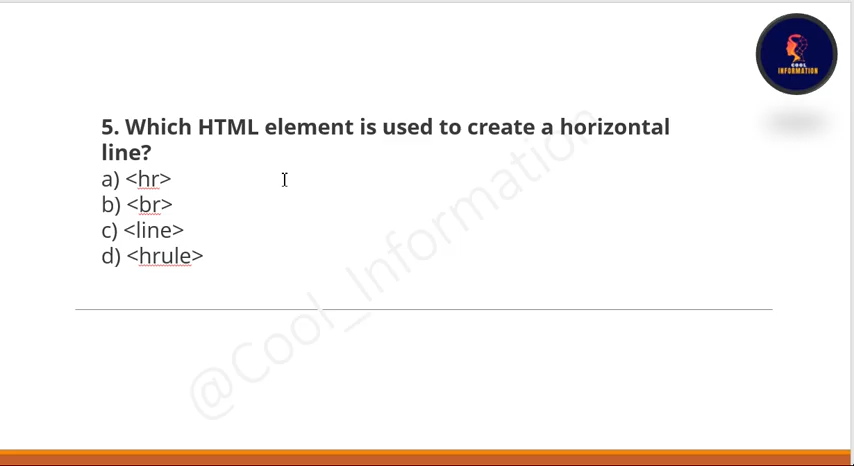 COOL
INFORMATION
5. Which HTML element is used to create a horizontal
line?
a) <hr>
b) <br>
c) <line>
d) <hrule>
@Cool_Information